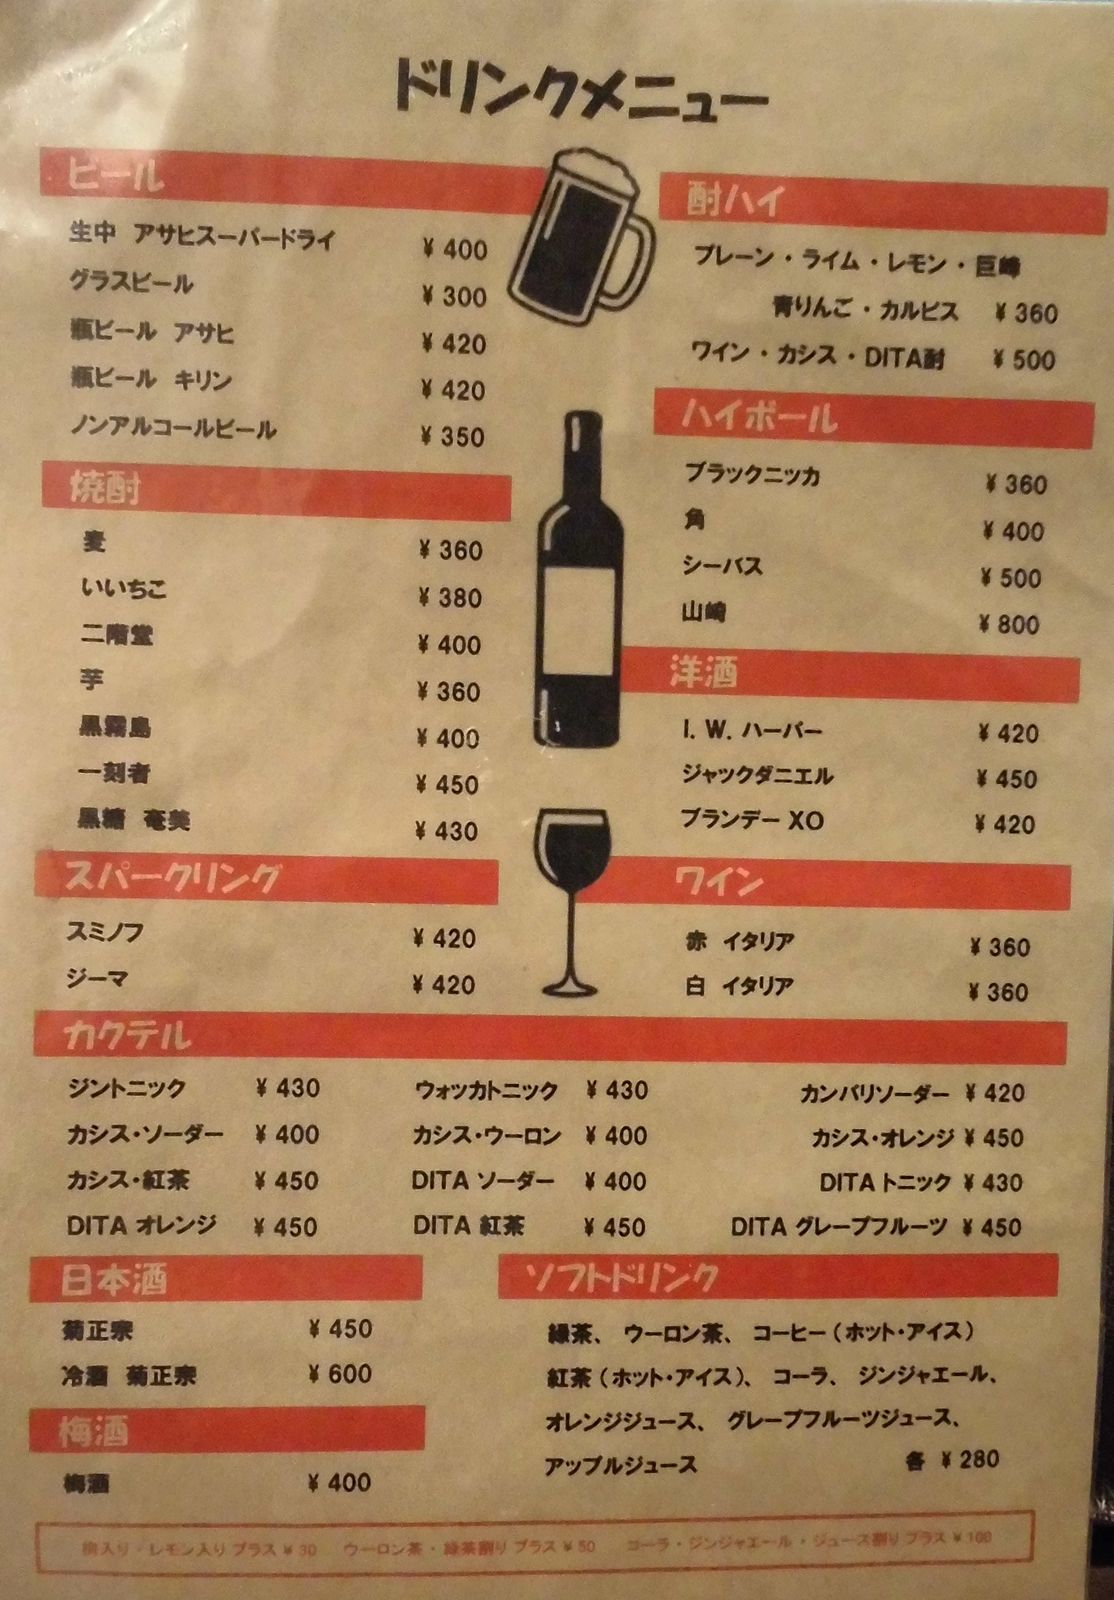 ドリンクメニュー
ビール
生中 アサヒスーパードライ ¥400
グラスビール ¥300
瓶ビール アサヒ ¥420
瓶ビール キリン ¥420
ノンアルコールビール ¥350
焼酎
麦 ¥360
いいちこ ¥380
二階堂 ¥400
芋 ¥360
黒霧島 ¥400
一刻者 ¥450
黒糖 奄美 ¥430
スパークリング
スミノフ ¥420
ジーマ ¥420
酎ハイ
プレーン・ライム・レモン・巨峰
青りんご・カルピス ¥360
ワイン・カシス・DITA酎 ¥500
ハイボール
ブラックニッカ ¥360
角 ¥400
シーバス ¥500
山崎 ¥800
洋酒
I. W. ハーパー ¥420
ジャックダニエル ¥450
ブランデー XO ¥420
ワイン
赤 イタリア ¥360
白 イタリア ¥360
カクテル
ジントニック ¥430 ウォッカトニック ¥430 カンパリソーダー ¥420
カシス・ソーダー ¥400 カシス・ウーロン ¥400 カシス・オレンジ ¥450
カシス・紅茶 ¥450 DITA ソーダー ¥400 DITA トニック ¥430
DITA オレンジ ¥450 DITA 紅茶 ¥450 DITA グレープフルーツ ¥450
日本酒
菊正宗 ¥450
冷酒 菊正宗 ¥600
梅酒
梅酒 ¥400
ソフトドリンク
緑茶、ウーロン茶、コーヒー(ホット・アイス)
紅茶(ホット・アイス)、コーラ、ジンジャエール、
オレンジジュース、グレープフルーツジュース、
アップルジュース 各 ¥280
梅入り・レモン入り プラス¥30 ウーロン茶・緑茶割り プラス¥50 コーラ・ジンジャエール・ジュース割り プラス¥100